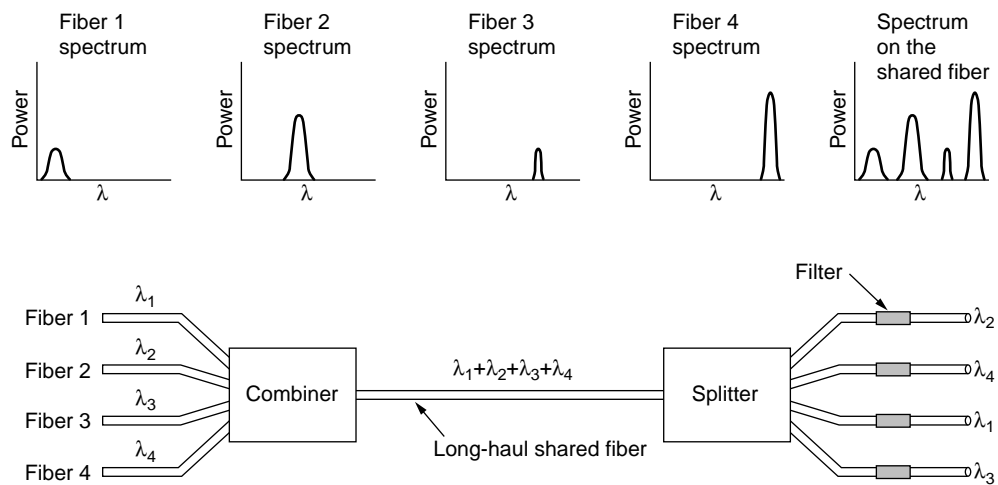 Fiber 1
spectrum
Fiber 2
spectrum
Fiber 3
spectrum
Fiber 4
spectrum
Spectrum
on the
shared fiber
Power
λ
Power
λ
Power
λ
Power
λ
Power
λ
Filter
Fiber 1
λ1
λ2
Fiber 2
λ2
λ4
Combiner
λ1+λ2+λ3+λ4
Splitter
Fiber 3
λ3
λ1
Long-haul shared fiber
Fiber 4
λ4
λ3